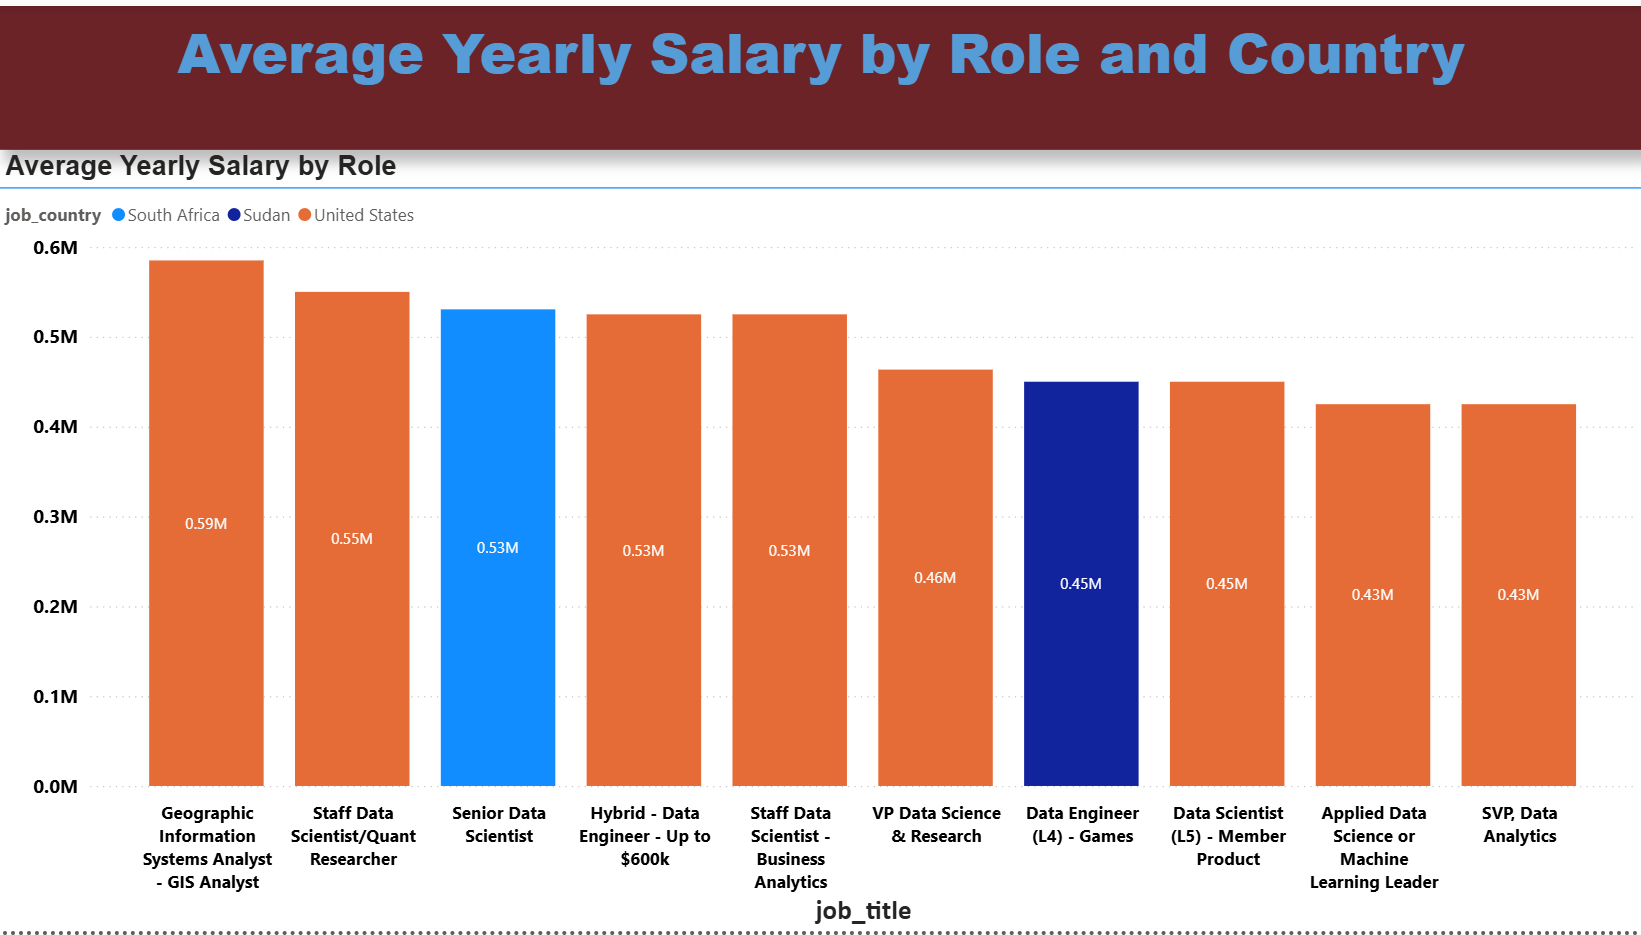 Average Yearly Salary by Role and Country
Average Yearly Salary by Role
job_country South Africa Sudan United States
0.6M
0.5M
0.4M
0.3M
0.2M
0.1M
0.0M
0.59M
0.55M
0.53M
0.53M
0.53M
0.46M
0.45M
0.45M
0.43M
0.43M
Geographic
Information
Systems Analyst
- GIS Analyst
Staff Data
Scientist/Quant
Researcher
Senior Data
Scientist
Hybrid - Data
Engineer - Up to
$600k
Staff Data
Scientist -
Business
Analytics
VP Data Science
& Research
Data Engineer
(L4) - Games
Data Scientist
(L5) - Member
Product
Applied Data
Science or
Machine
Learning Leader
SVP, Data
Analytics
job_title